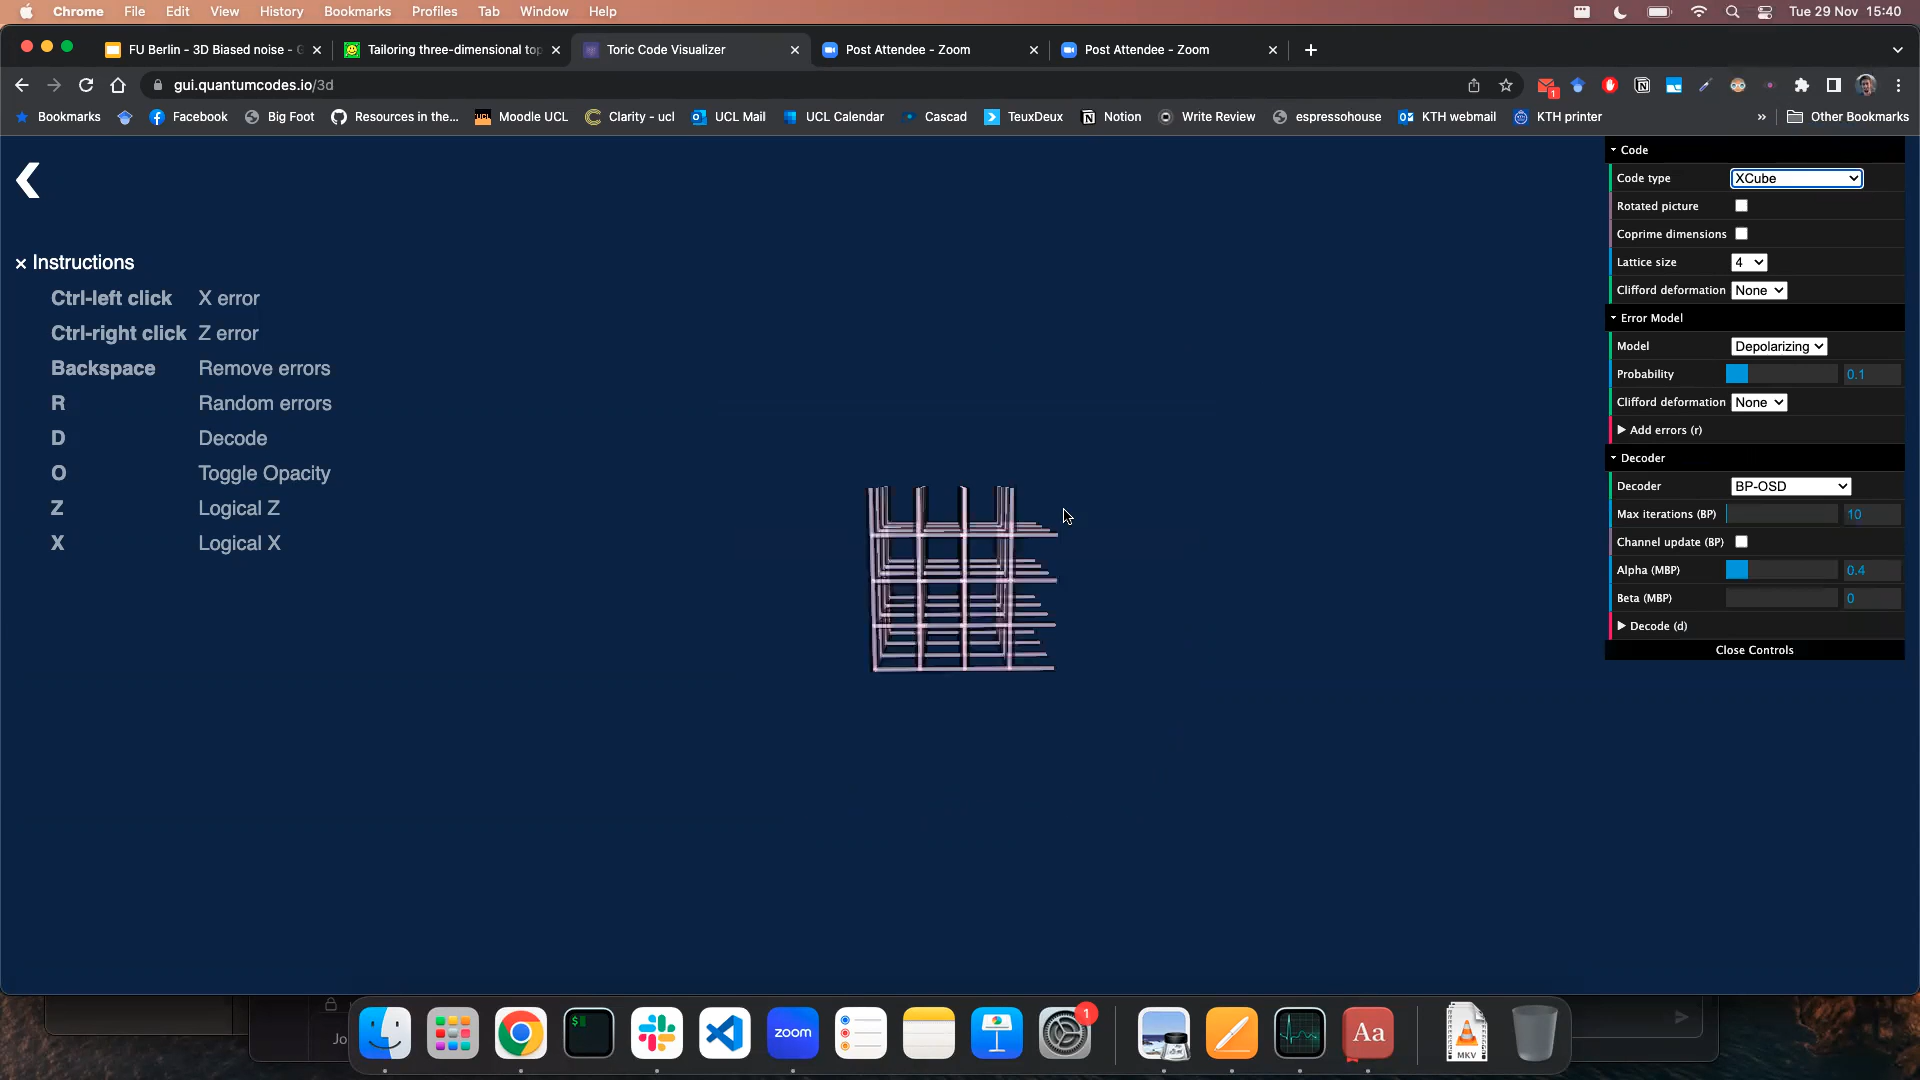 Chrome File Edit View History Bookmarks Profiles Tab Window Help Tue 29 Nov 15:40
FU Berlin - 3D Biased noise - G Tailoring three-dimensional top Toric Code Visualizer Post Attendee - Zoom Post Attendee - Zoom
gui.quantumcodes.io/3d 1
Bookmarks Facebook Big Foot Resources in the... UCL Moodle UCL Clarity - ucl UCL Mail UCL Calendar Cascad TeuxDeux Notion Write Review espressohouse KTH webmail KTH printer » Other Bookmarks
Code
Code type XCube
Rotated picture
Coprime dimensions
Lattice size 4
Clifford deformation None
Error Model
Model Depolarizing
Probability 0.1
Clifford deformation None
Add errors (r)
Decoder
Decoder BP-OSD
Max iterations (BP) 10
Channel update (BP)
Alpha (MBP) 0.4
Beta (MBP) 0
Decode (d)
Close Controls
× Instructions
Ctrl-left click X error
Ctrl-right click Z error
Backspace Remove errors
R Random errors
D Decode
O Toggle Opacity
Z Logical Z
X Logical X
Jo
$ zoom 1 Aa MKV